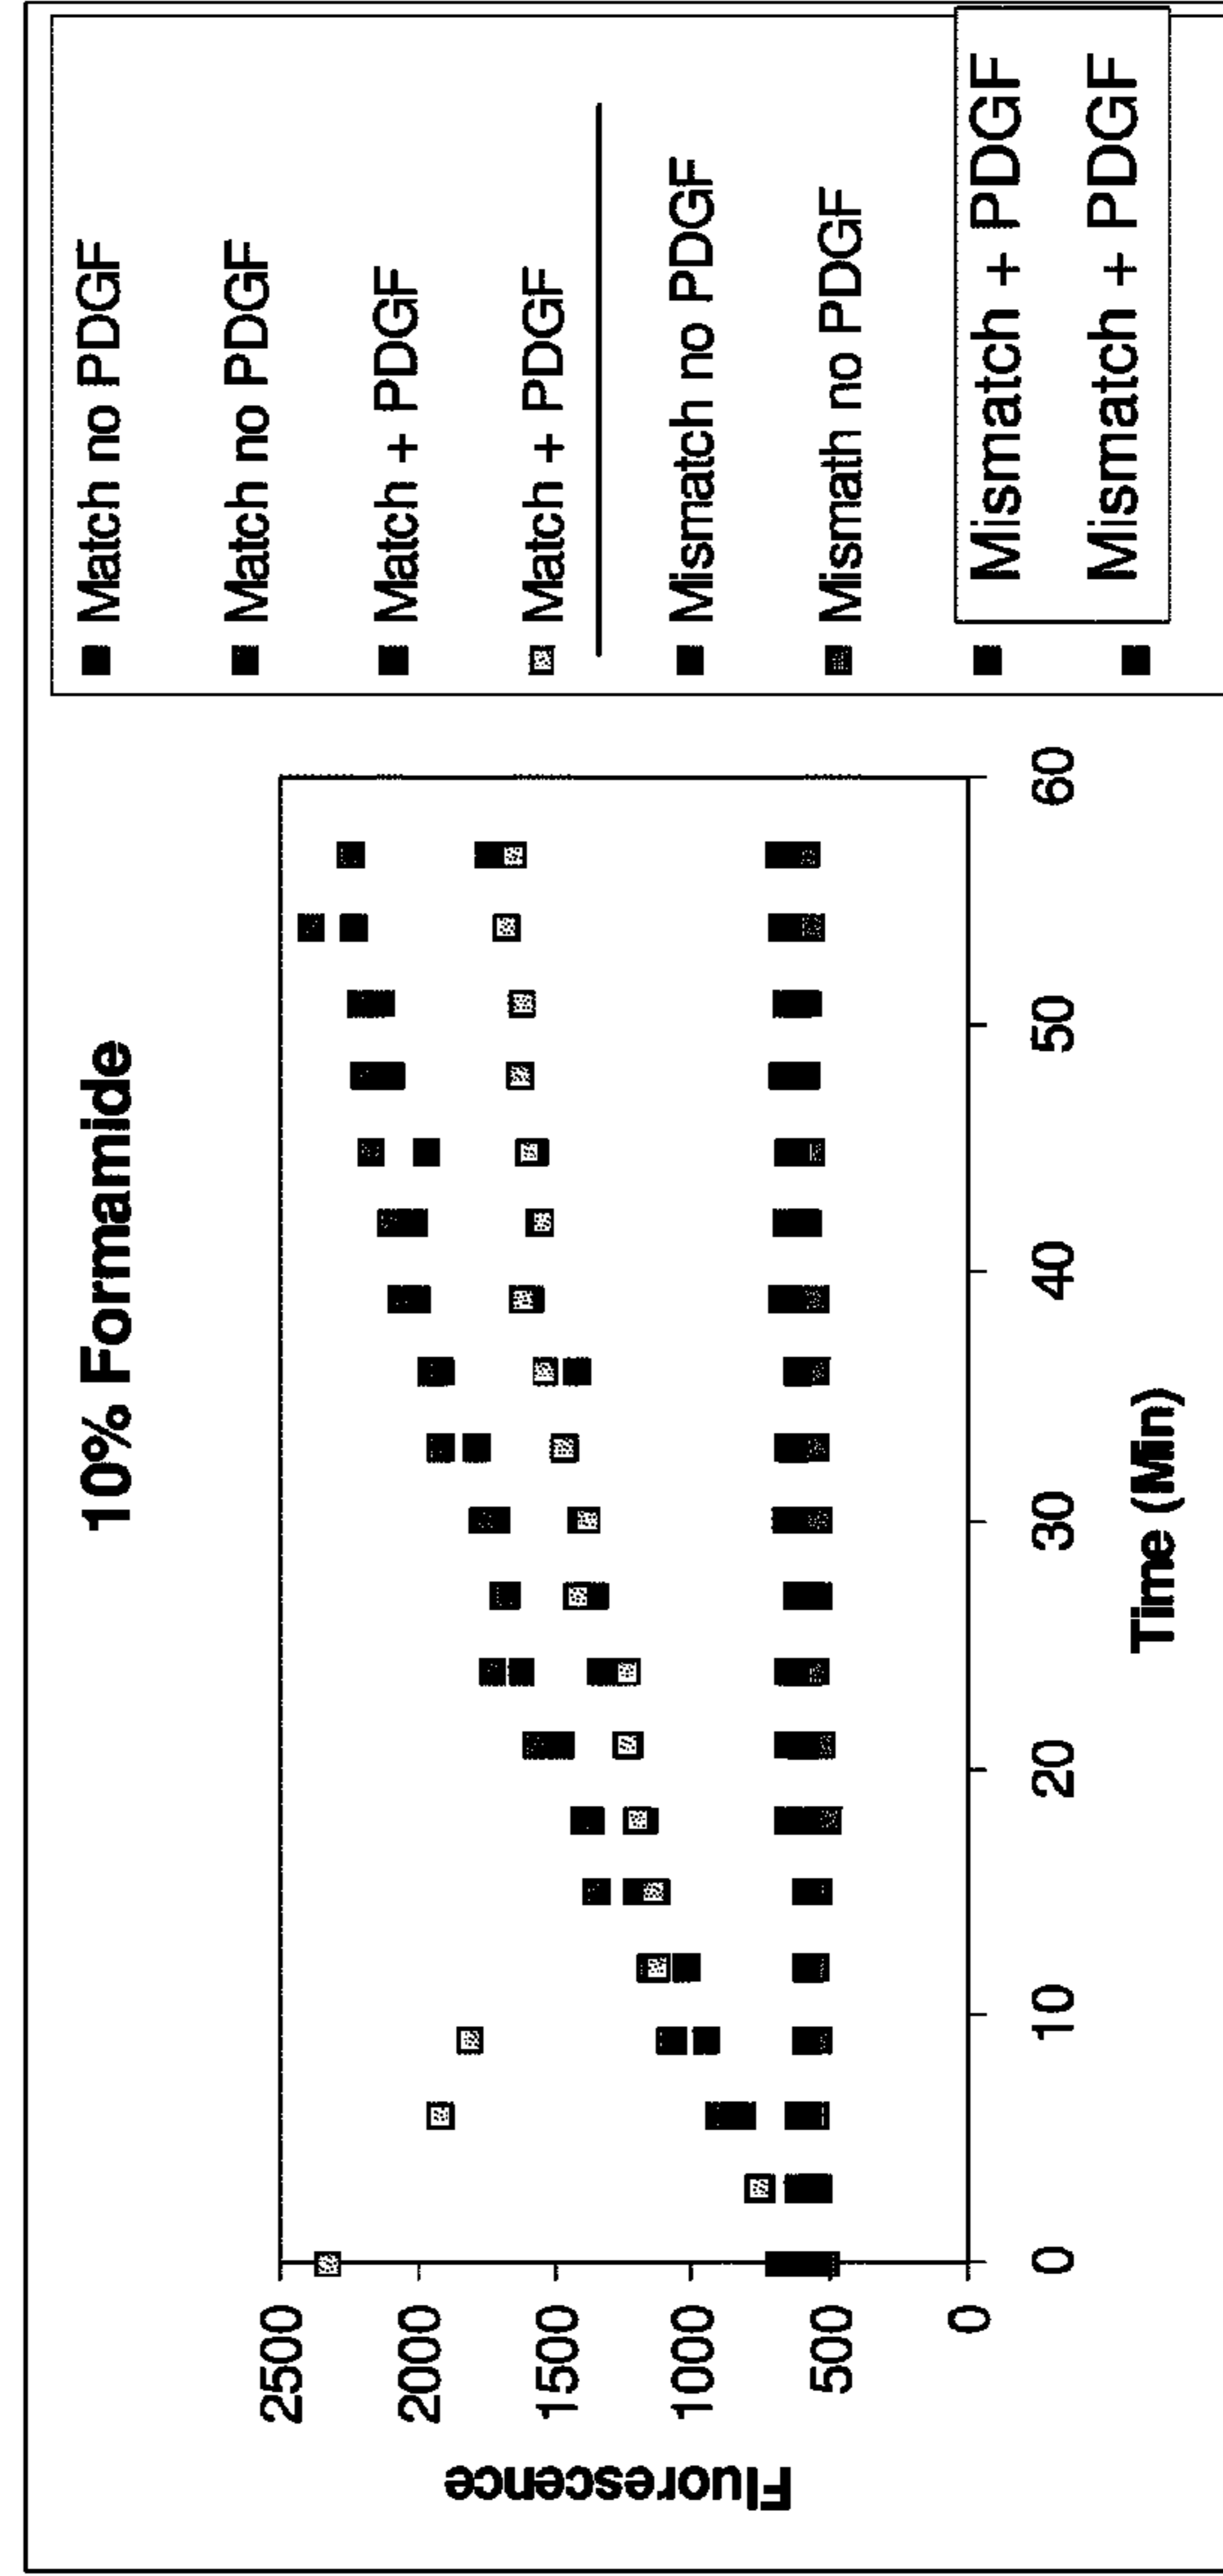 10% Formamide
Fluorescence
2500
2000
1500
1000
500
0
0 10 20 30 40 50 60
Time (Min)
Match no PDGF
Match no PDGF
Match + PDGF
Match + PDGF
Mismatch no PDGF
Mismath no PDGF
Mismatch + PDGF
Mismatch + PDGF